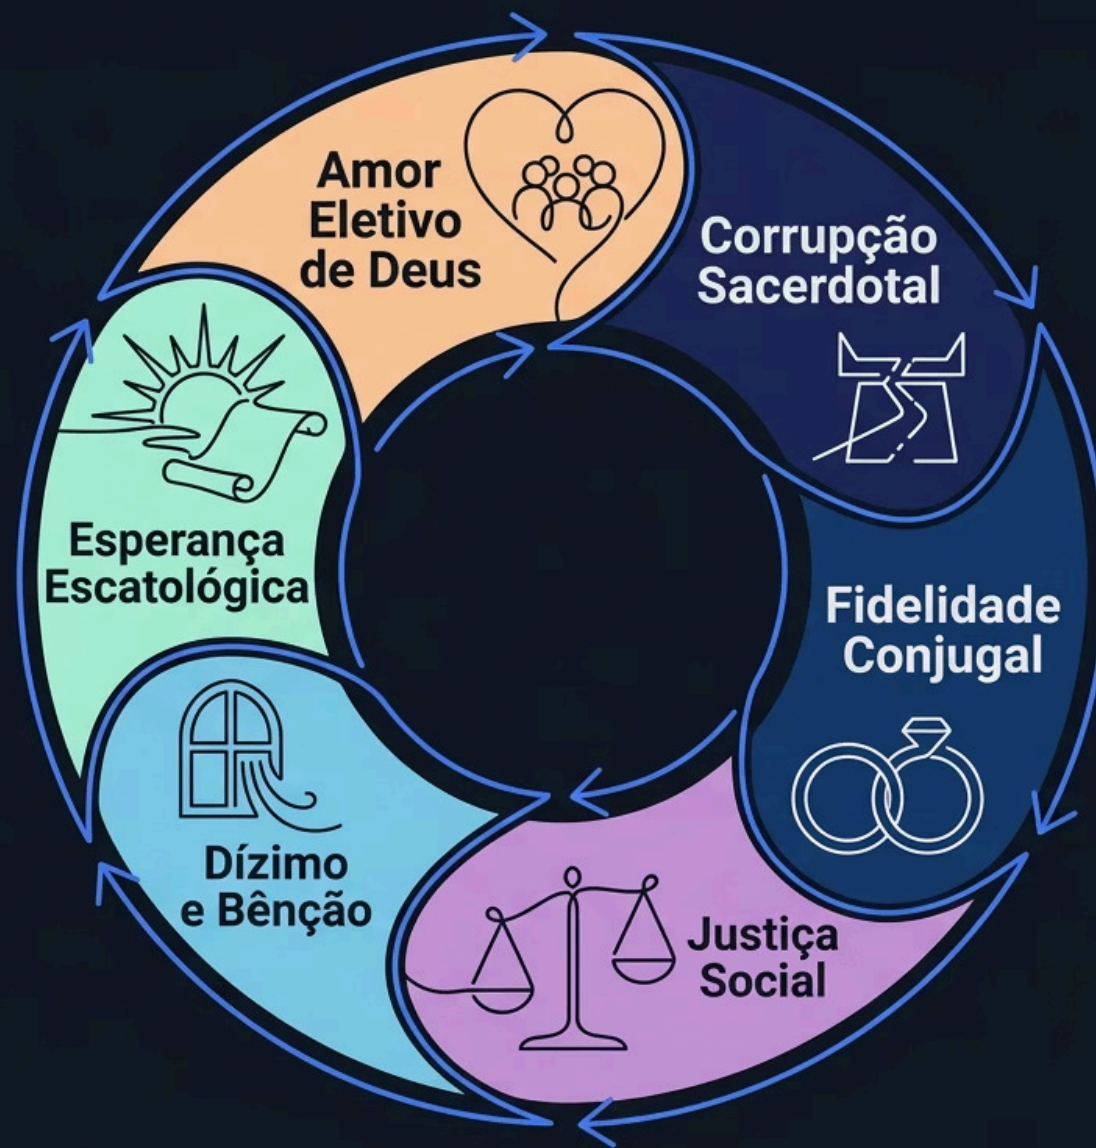 Amor
Eletivo
de Deus
Corrupção
Sacerdotal
Fidelidade
Conjugal
Justiça
Social
Dízimo
e Bênção
Esperança
Escatológica